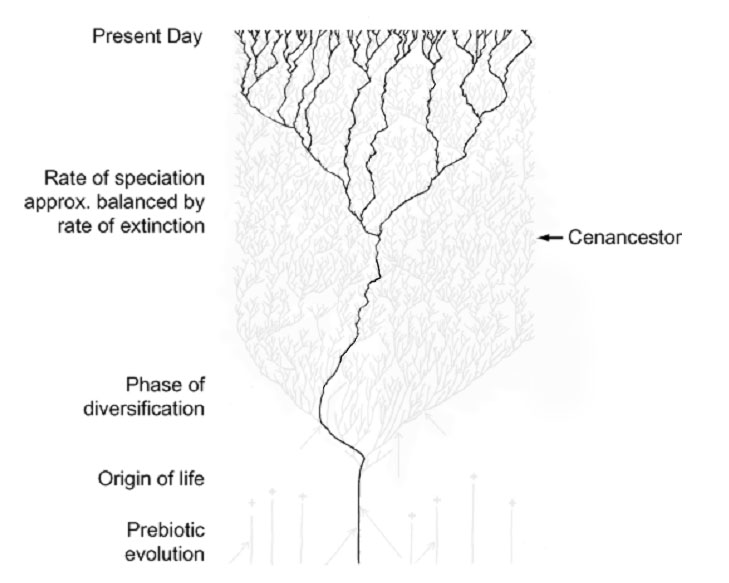 Present Day
Rate of speciation
approx. balanced by
rate of extinction
Cenancestor
Phase of
diversification
Origin of life
Prebiotic
evolution